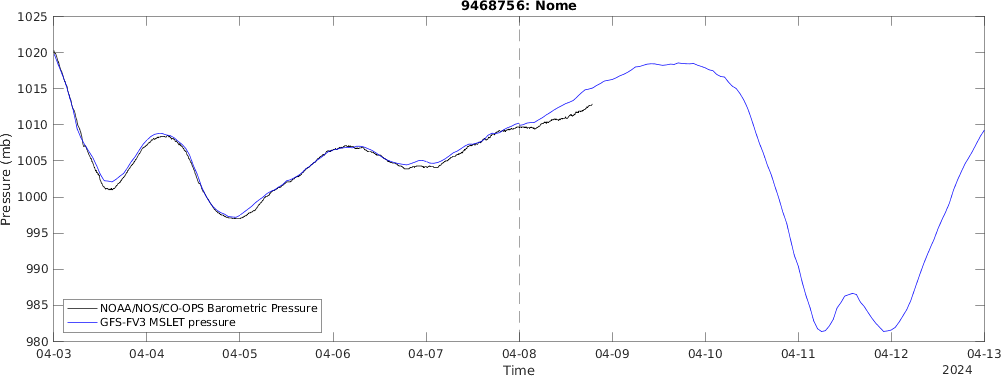 9468756: Nome
1025
1020
1015
1010
1005
1000
995
990
985
980
Pressure (mb)
NOAA/NOS/CO-OPS Barometric Pressure
GFS-FV3 MSLET pressure
04-03 04-04 04-05 04-06 04-07 04-08 04-09 04-10 04-11 04-12 04-13
Time
2024